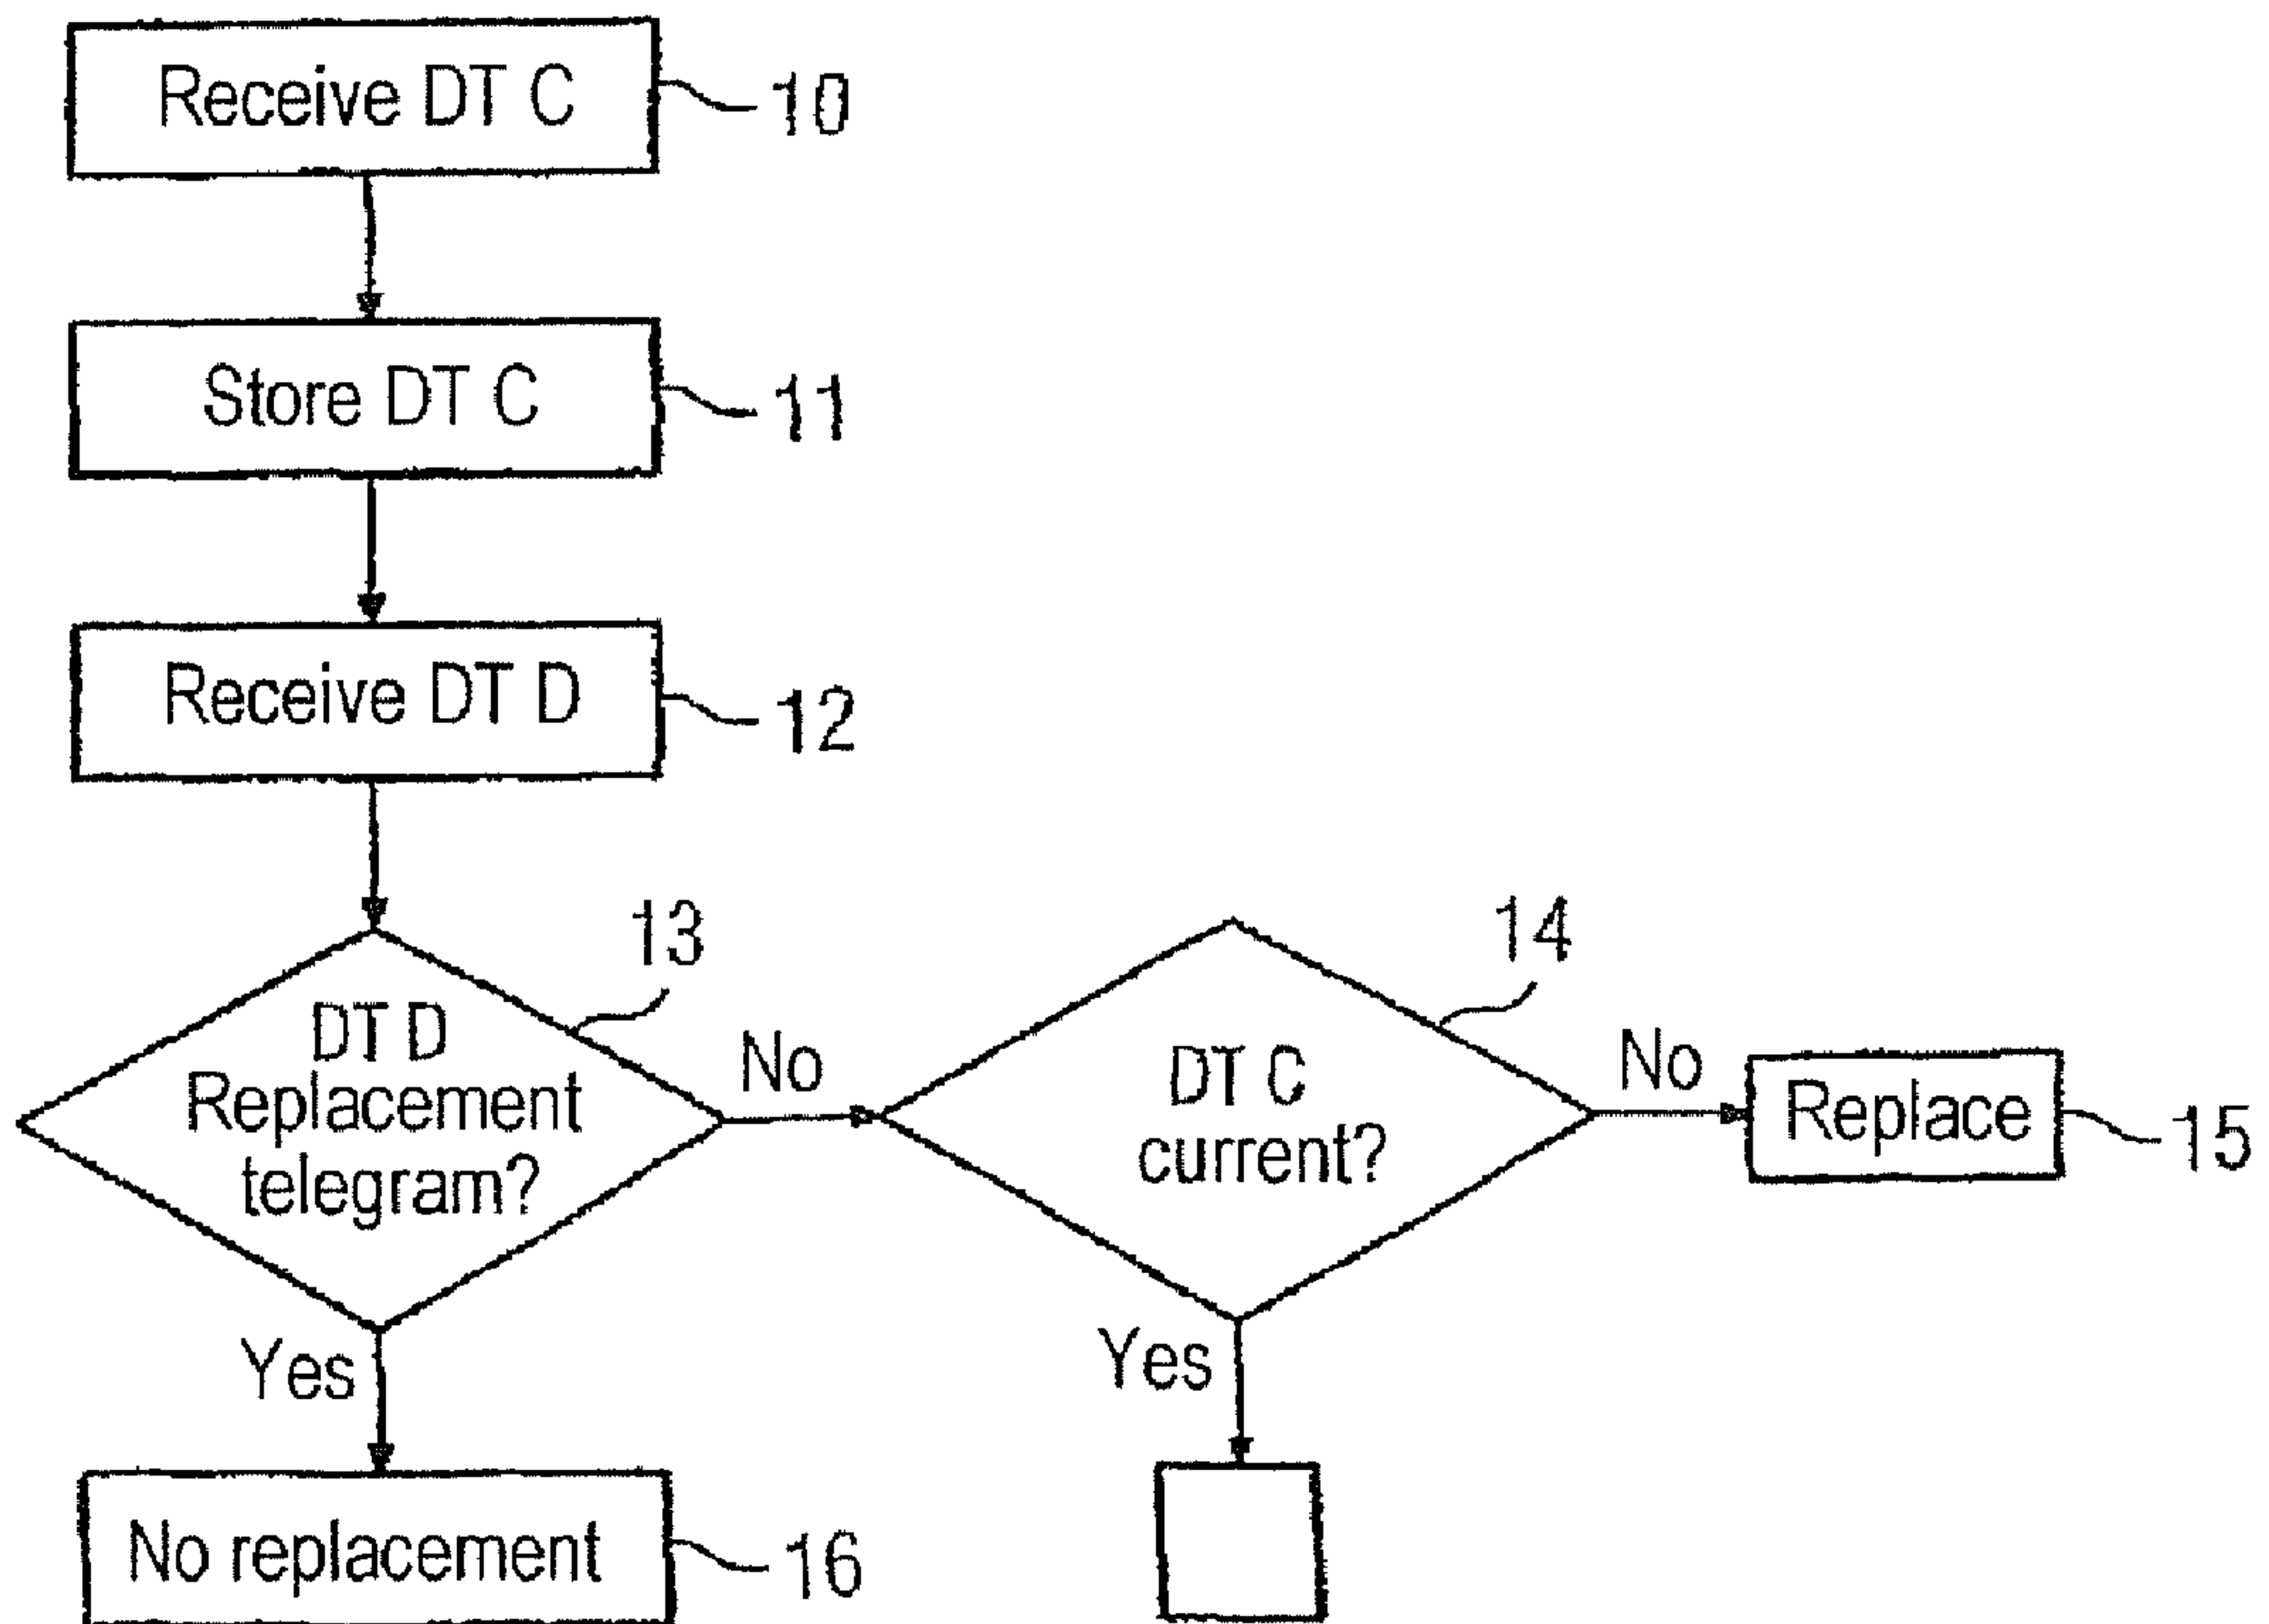 Receive DT C
10
Store DT C
11
Receive DT D
12
13
DT D
Replacement
telegram?
No
14
DT C
current?
No
Replace
15
Yes
Yes
No replacement
16